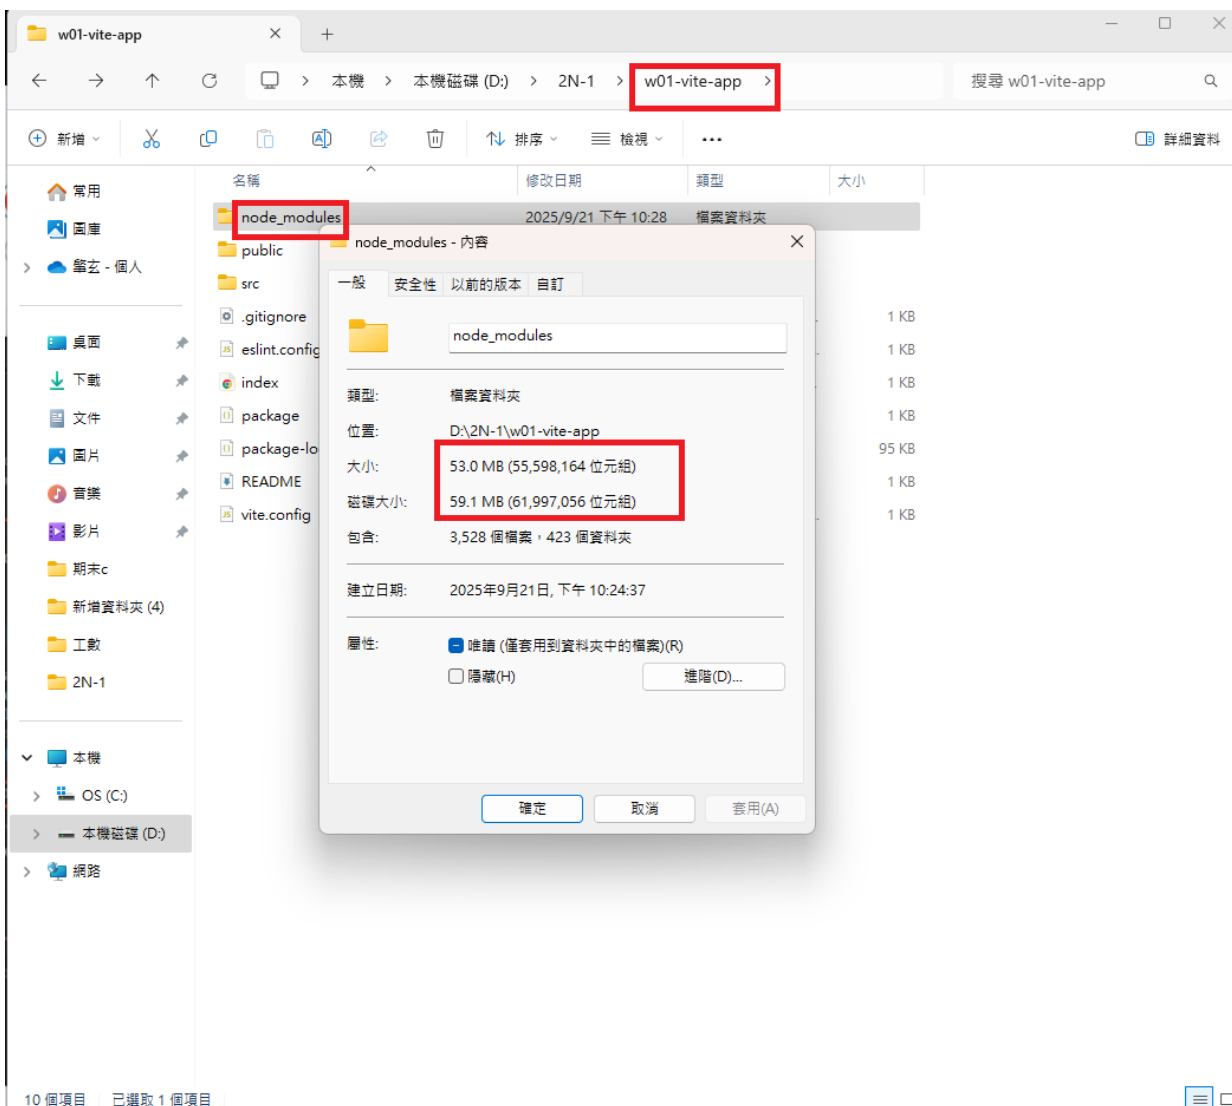 w01-vite-app
本機 > 本機磁碟 (D:) > 2N-1 > w01-vite-app >
搜尋 w01-vite-app
新增
排序
檢視
詳細資料
名稱 修改日期 類型 大小
常用
圖庫
擎玄 - 個人
桌面
下載
文件
圖片
音樂
影片
期末c
新增資料夾 (4)
工數
2N-1
本機
OS (C:)
本機磁碟 (D:)
網路
node_modules 2025/9/21 下午 10:28 檔案資料夾
public
src
.gitignore 1 KB
eslint.config 1 KB
index 1 KB
package 1 KB
package-lo 95 KB
README 1 KB
vite.config 1 KB
node_modules - 內容
一般 安全性 以前的版本 自訂
node_modules
類型: 檔案資料夾
位置: D:\2N-1\w01-vite-app
大小: 53.0 MB (55,598,164 位元組)
磁碟大小: 59.1 MB (61,997,056 位元組)
包含: 3,528 個檔案，423 個資料夾
建立日期: 2025年9月21日, 下午 10:24:37
屬性: 唯讀 (僅套用到資料夾中的檔案)(R)
隱藏(H)
進階(D)...
確定 取消 套用(A)
10 個項目 已選取 1 個項目